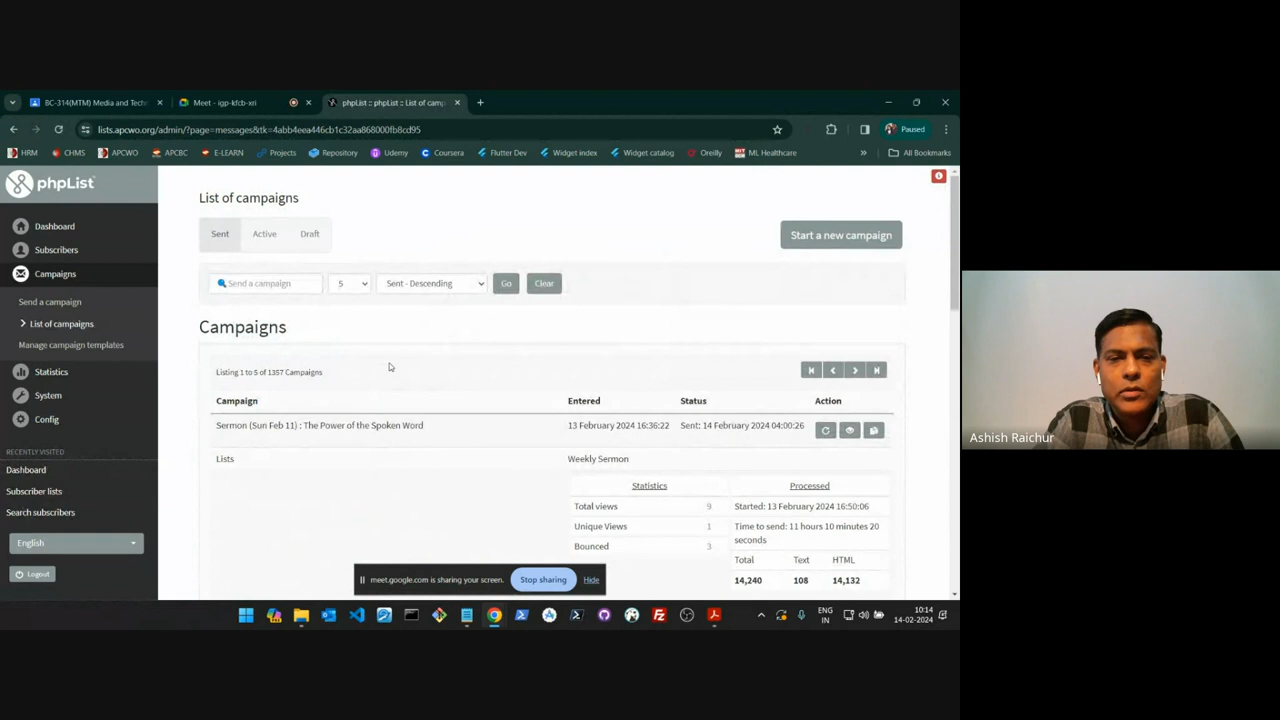 BC-314(MTM) Media and Tech
Meet - igp-kfcb-xri
phpList :: phpList :: List of camp
lists.apcwo.org/admin/?page=messages&tk=4abb4eea446cb1c32aa868000fb8cd95
Paused
HRM
CHMS
APCWO
APCBC
E-LEARN
Projects
Repository
Udemy
Coursera
Flutter Dev
Widget index
Widget catalog
Oreilly
ML Healthcare
All Bookmarks
phpList
Dashboard
Subscribers
Campaigns
Send a campaign
List of campaigns
Manage campaign templates
Statistics
System
Config
RECENTLY VISITED
Dashboard
Subscriber lists
Search subscribers
English
Logout
List of campaigns
Sent Active Draft
Start a new campaign
Send a campaign 5 Sent - Descending Go Clear
Campaigns
Listing 1 to 5 of 1357 Campaigns
Campaign Entered Status Action
Sermon (Sun Feb 11) : The Power of the Spoken Word 13 February 2024 16:36:22 Sent: 14 February 2024 04:00:26
Lists Weekly Sermon
Statistics Processed
Total views 9 Started: 13 February 2024 16:50:06
Unique Views 1 Time to send: 11 hours 10 minutes 20
seconds
Bounced 3
Total Text HTML
14,240 108 14,132
meet.google.com is sharing your screen. Stop sharing Hide
ENG
IN
10:14
14-02-2024
Ashish Raichur